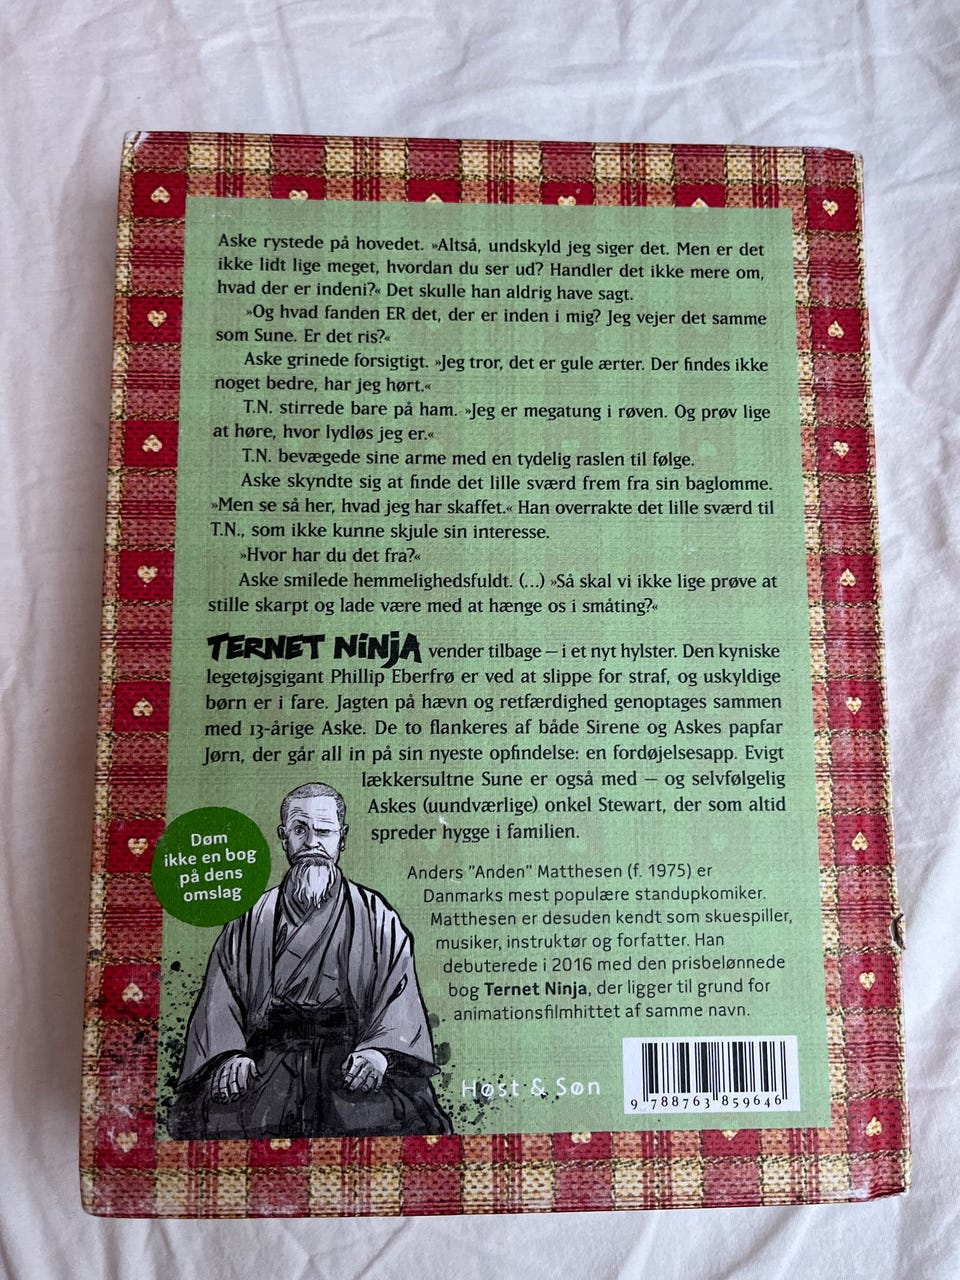 Aske rystede på hovedet. »Altså, undskyld jeg siger det. Men er det
ikke lidt lige meget, hvordan du ser ud? Handler det ikke mere om,
hvad der er indeni?« Det skulle han aldrig have sagt.
»Og hvad fanden ER det, der er inden i mig? Jeg vejer det samme
som Sune. Er det ris?«
Aske grinede forsigtigt. »Jeg tror, det er gule ærter. Der findes ikke
noget bedre, har jeg hørt.«
T.N. stirrede bare på ham. »Jeg er megatung i røven. Og prøv lige
at høre, hvor lydløs jeg er.«
T.N. bevægede sine arme med en tydelig raslen til følge.
Aske skyndte sig at finde det lille sværd frem fra sin baglomme.
»Men se så her, hvad jeg har skaffet.« Han overrakte det lille sværd til
T.N., som ikke kunne skjule sin interesse.
»Hvor har du det fra?«
Aske smilede hemmelighedsfuldt. (...) »Så skal vi ikke lige prøve at
stille skarpt og lade være med at hænge os i småting?«
TERNET NINJA vender tilbage – i et nyt hylster. Den kyniske
legetøjsgigant Phillip Eberfrø er ved at slippe for straf, og uskyldige
børn er i fare. Jagten på hævn og retfærdighed genoptages sammen
med 13-årige Aske. De to flankeres af både Sirene og Askes papfar
Jørn, der går all in på sin nyeste opfindelse: en fordøjelsesapp. Evigt
lækkersultne Sune er også med – og selvfølgelig
Askes (uundværlige) onkel Stewart, der som altid
spreder hygge i familien.
Døm
ikke en bog
på dens
omslag
Anders "Anden" Matthesen (f. 1975) er
Danmarks mest populære standupkomiker.
Matthesen er desuden kendt som skuespiller,
musiker, instruktør og forfatter. Han
debuterede i 2016 med den prisbelønnede
bog Ternet Ninja, der ligger til grund for
animationsfilmhittet af samme navn.
Høst & Søn
9 788763 859646